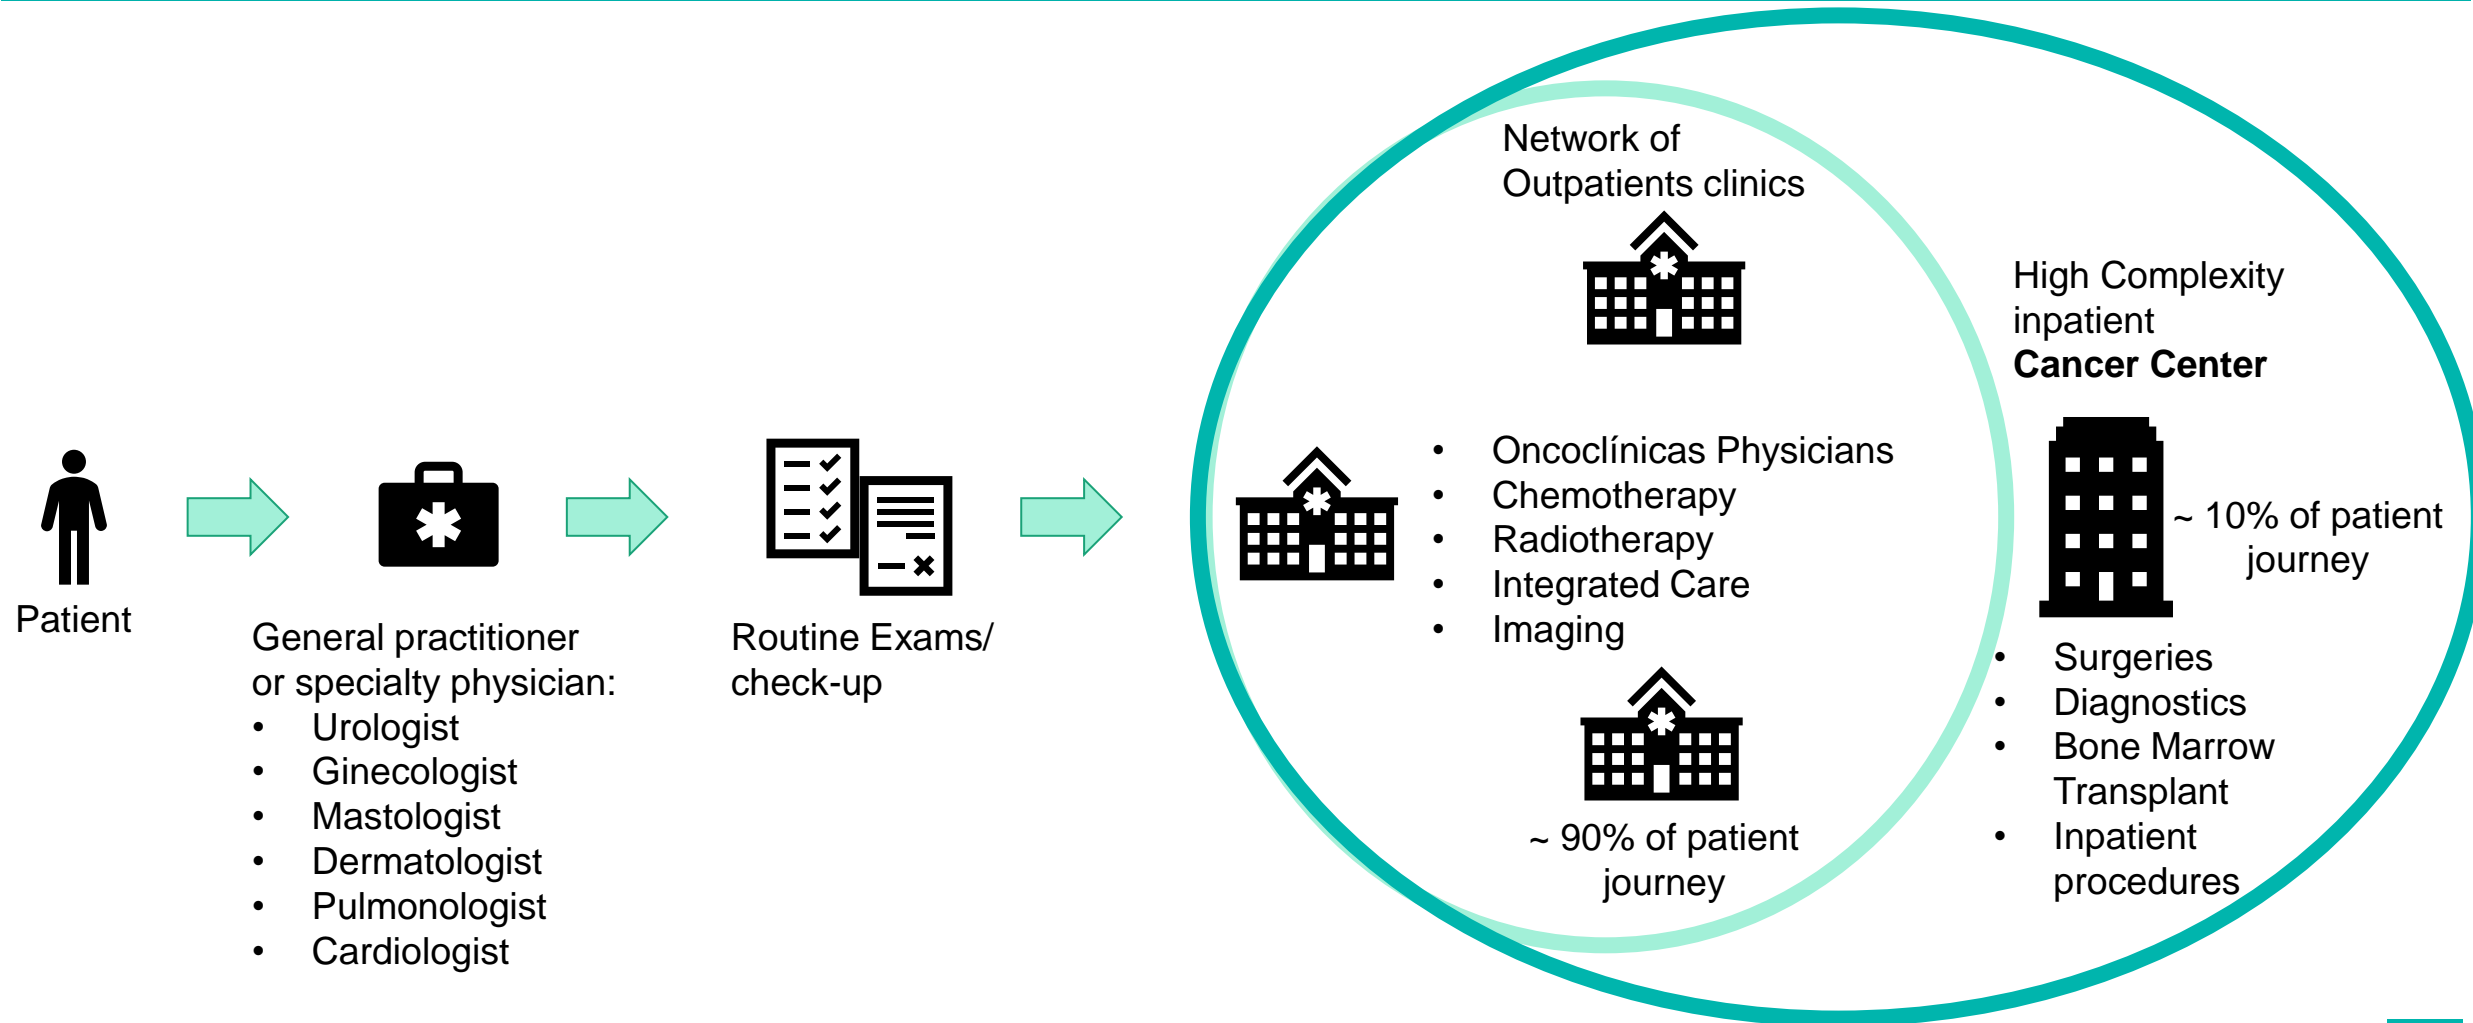 Patient
General practitioner
or specialty physician:
• Urologist
• Ginecologist
• Mastologist
• Dermatologist
• Pulmonologist
• Cardiologist
Routine Exams/
check-up
Network of
Outpatients clinics
• Oncoclínicas Physicians
• Chemotherapy
• Radiotherapy
• Integrated Care
• Imaging
~ 90% of patient
journey
High Complexity
inpatient
Cancer Center
~ 10% of patient
journey
• Surgeries
• Diagnostics
• Bone Marrow
Transplant
• Inpatient
procedures